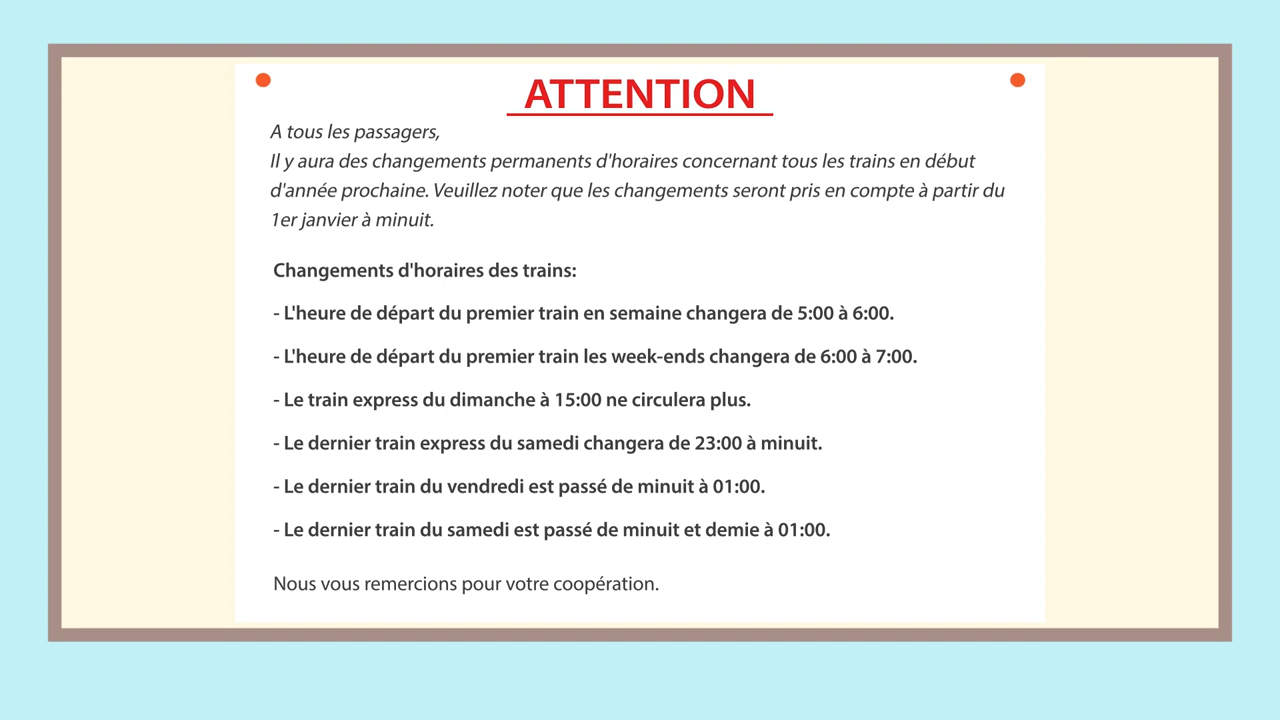 ATTENTION
A tous les passagers,
Il y aura des changements permanents d'horaires concernant tous les trains en début
d'année prochaine. Veuillez noter que les changements seront pris en compte à partir du
1er janvier à minuit.
Changements d'horaires des trains:
- L'heure de départ du premier train en semaine changera de 5:00 à 6:00.
- L'heure de départ du premier train les week-ends changera de 6:00 à 7:00.
- Le train express du dimanche à 15:00 ne circulera plus.
- Le dernier train express du samedi changera de 23:00 à minuit.
- Le dernier train du vendredi est passé de minuit à 01:00.
- Le dernier train du samedi est passé de minuit et demie à 01:00.
Nous vous remercions pour votre coopération.